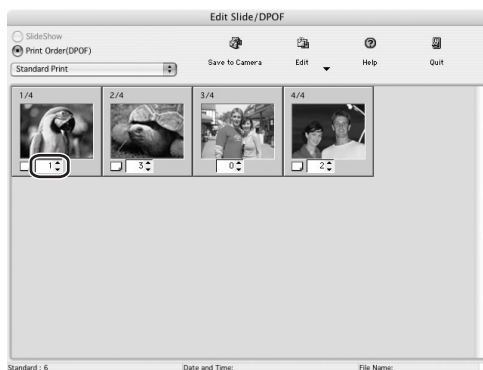 Edit Slide/DPOF
SlideShow
Print Order(DPOF)
Standard Print
Save to Camera
Edit
Help
Quit
1/4
2/4
3/4
4/4
1
3
0
2
Standard : 6
Date and Time:
File Name: